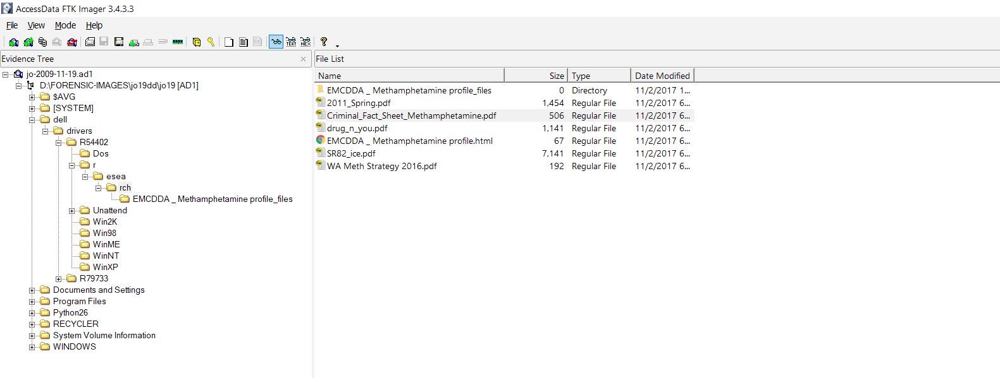 AccessData FTK Imager 3.4.3.3
File View Mode Help
TEXT HEX
Evidence Tree
jo-2009-11-19.ad1
D:\FORENSIC-IMAGES\jo19dd\jo19 [AD1]
$AVG
[SYSTEM]
dell
drivers
R54402
Dos
r
esea
rch
EMCDDA _ Methamphetamine profile_files
Unattend
Win2K
Win98
WinME
WinNT
WinXP
R79733
Documents and Settings
Program Files
Python26
RECYCLER
System Volume Information
WINDOWS
File List
Name Size Type Date Modified
EMCDDA _ Methamphetamine profile_files 0 Directory 11/2/2017 1...
2011_Spring.pdf 1,454 Regular File 11/2/2017 6...
Criminal_Fact_Sheet_Methamphetamine.pdf 506 Regular File 11/2/2017 6...
drug_n_you.pdf 1,141 Regular File 11/2/2017 6...
EMCDDA _ Methamphetamine profile.html 67 Regular File 11/2/2017 6...
SR82_ice.pdf 7,141 Regular File 11/2/2017 6...
WA Meth Strategy 2016.pdf 192 Regular File 11/2/2017 6...